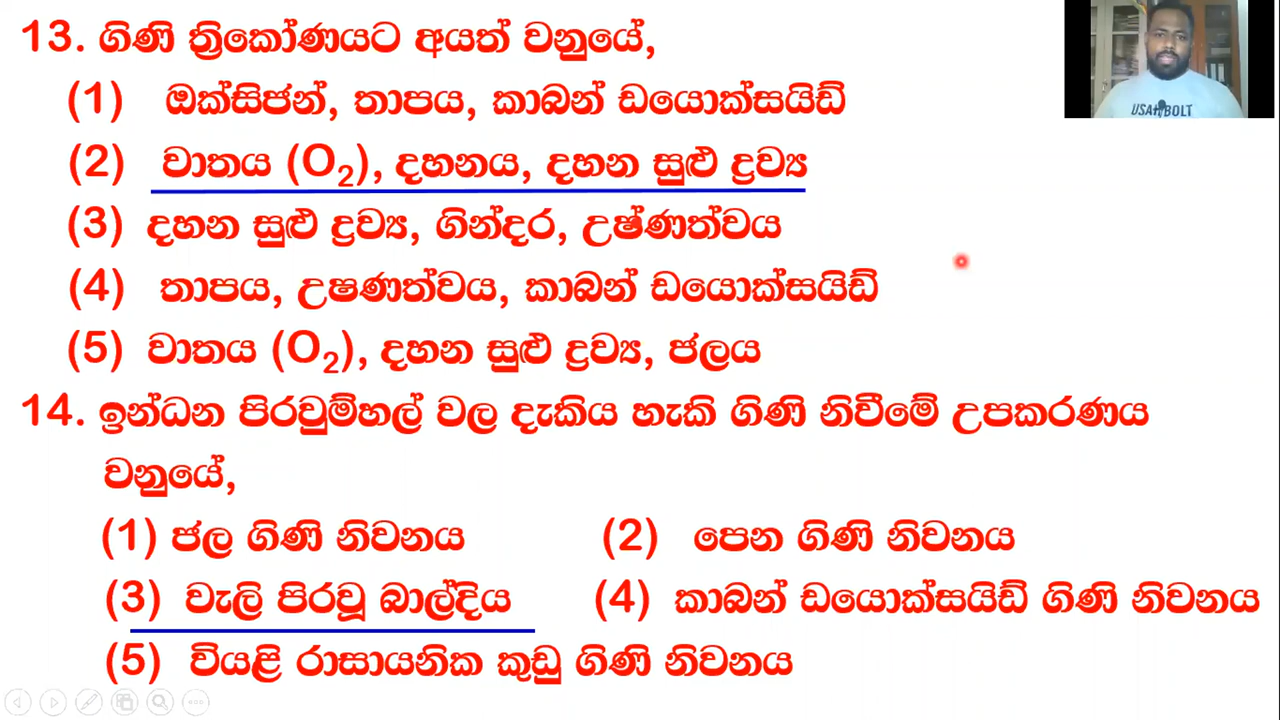 13. ගිණි ත්‍රිකෝණයට අයත් වනුයේ,
(1) ඔක්සිජන්, තාපය, කාබන් ඩයොක්සයිඩ්
(2) වාතය (O₂), දහනය, දහන සුළු ද්‍රව්‍ය
(3) දහන සුළු ද්‍රව්‍ය, ගින්දර, උෂ්ණත්වය
(4) තාපය, උෂණත්වය, කාබන් ඩයොක්සයිඩ්
(5) වාතය (O₂), දහන සුළු ද්‍රව්‍ය, ජලය
14. ඉන්ධන පිරවුම්හල් වල දැකිය හැකි ගිණි නිවීමේ උපකරණය
වනුයේ,
(1) ජල ගිණි නිවනය (2) පෙන ගිණි නිවනය
(3) වැලි පිරවූ බාල්දිය (4) කාබන් ඩයොක්සයිඩ් ගිණි නිවනය
(5) වියළි රාසායනික කුඩු ගිණි නිවනය
USAIN BOLT